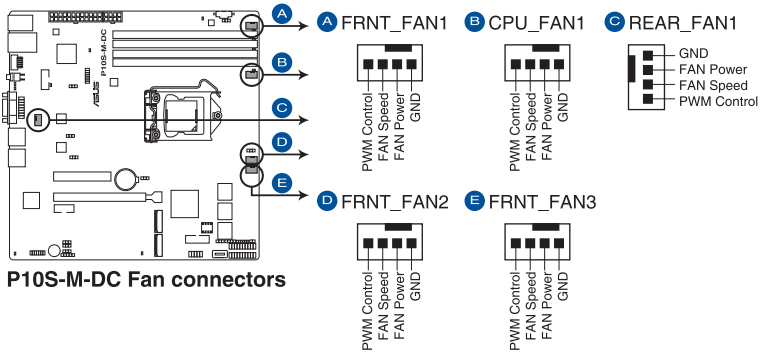 A
B
C
D
E
P10S-M-DC
ASUS
P10S-M-DC Fan connectors
A FRNT_FAN1
PWM Control
FAN Speed
FAN Power
GND
B CPU_FAN1
PWM Control
FAN Speed
FAN Power
GND
C REAR_FAN1
GND
FAN Power
FAN Speed
PWM Control
D FRNT_FAN2
PWM Control
FAN Speed
FAN Power
GND
E FRNT_FAN3
PWM Control
FAN Speed
FAN Power
GND